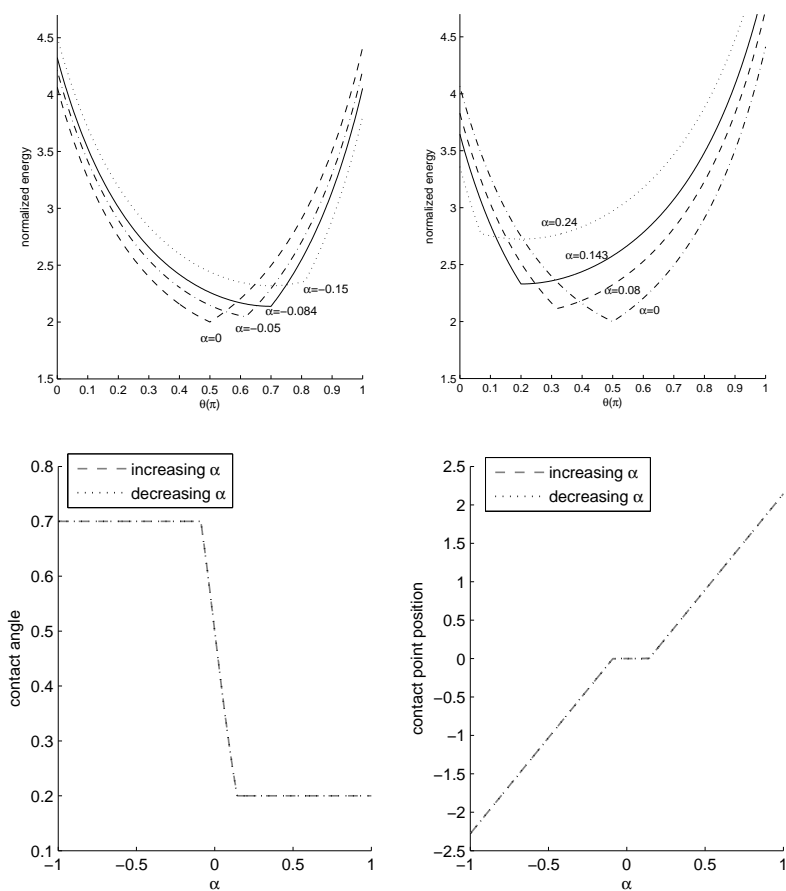 4.5
4
3.5
3
2.5
2
1.5
normalized energy
0 0.1 0.2 0.3 0.4 0.5 0.6 0.7 0.8 0.9 1
θ(π)
α=−0.15
α=−0.084
α=−0.05
α=0
4.5
4
3.5
3
2.5
2
1.5
normalized energy
0 0.1 0.2 0.3 0.4 0.5 0.6 0.7 0.8 0.9 1
θ(π)
α=0.24
α=0.143
α=0.08
α=0
increasing α
decreasing α
0.8
0.7
0.6
0.5
0.4
0.3
0.2
0.1
contact angle
−1 −0.5 0 0.5 1
α
increasing α
decreasing α
2.5
2
1.5
1
0.5
0
−0.5
−1
−1.5
−2
−2.5
contact point position
−1 −0.5 0 0.5 1
α